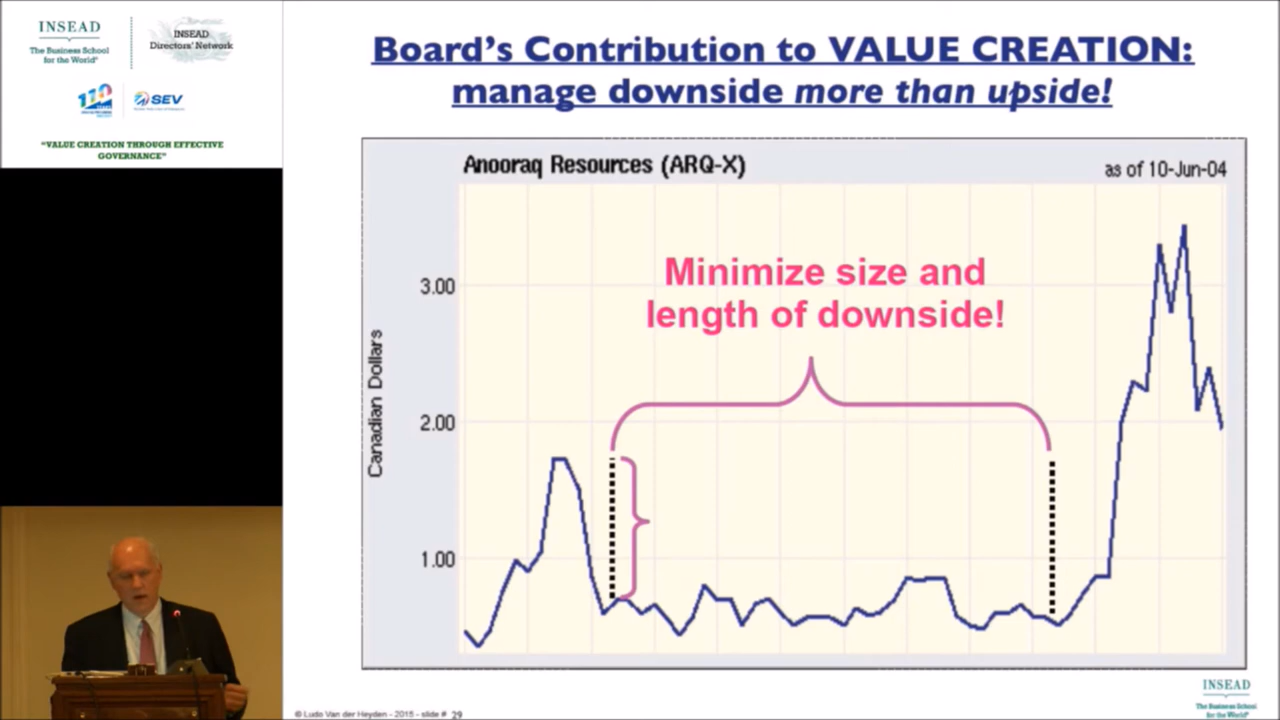 INSEAD
The Business School
for the World®
INSEAD
Directors' Network
110
SEV
"VALUE CREATION THROUGH EFFECTIVE
GOVERNANCE"
Board's Contribution to VALUE CREATION:
manage downside more than upside!
Anooraq Resources (ARQ-X)
as of 10-Jun-04
Minimize size and
length of downside!
Canadian Dollars
3.00
2.00
1.00
© Ludo Van der Heyden - 2015 - slide # 29
INSEAD
The Business School
for the World®